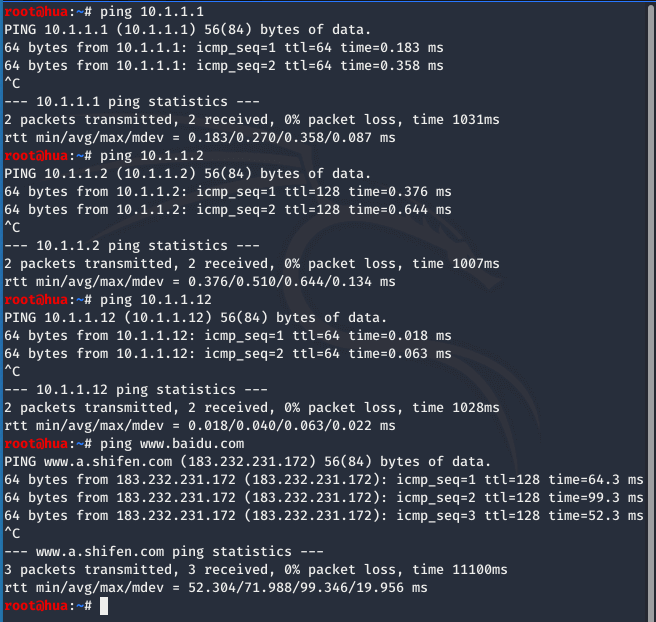 root@hua:~# ping 10.1.1.1
PING 10.1.1.1 (10.1.1.1) 56(84) bytes of data.
64 bytes from 10.1.1.1: icmp_seq=1 ttl=64 time=0.183 ms
64 bytes from 10.1.1.1: icmp_seq=2 ttl=64 time=0.358 ms
^C
--- 10.1.1.1 ping statistics ---
2 packets transmitted, 2 received, 0% packet loss, time 1031ms
rtt min/avg/max/mdev = 0.183/0.270/0.358/0.087 ms
root@hua:~# ping 10.1.1.2
PING 10.1.1.2 (10.1.1.2) 56(84) bytes of data.
64 bytes from 10.1.1.2: icmp_seq=1 ttl=128 time=0.376 ms
64 bytes from 10.1.1.2: icmp_seq=2 ttl=128 time=0.644 ms
^C
--- 10.1.1.2 ping statistics ---
2 packets transmitted, 2 received, 0% packet loss, time 1007ms
rtt min/avg/max/mdev = 0.376/0.510/0.644/0.134 ms
root@hua:~# ping 10.1.1.12
PING 10.1.1.12 (10.1.1.12) 56(84) bytes of data.
64 bytes from 10.1.1.12: icmp_seq=1 ttl=64 time=0.018 ms
64 bytes from 10.1.1.12: icmp_seq=2 ttl=64 time=0.063 ms
^C
--- 10.1.1.12 ping statistics ---
2 packets transmitted, 2 received, 0% packet loss, time 1028ms
rtt min/avg/max/mdev = 0.018/0.040/0.063/0.022 ms
root@hua:~# ping www.baidu.com
PING www.a.shifen.com (183.232.231.172) 56(84) bytes of data.
64 bytes from 183.232.231.172 (183.232.231.172): icmp_seq=1 ttl=128 time=64.3 ms
64 bytes from 183.232.231.172 (183.232.231.172): icmp_seq=2 ttl=128 time=99.3 ms
64 bytes from 183.232.231.172 (183.232.231.172): icmp_seq=3 ttl=128 time=52.3 ms
^C
--- www.a.shifen.com ping statistics ---
3 packets transmitted, 3 received, 0% packet loss, time 11100ms
rtt min/avg/max/mdev = 52.304/71.988/99.346/19.956 ms
root@hua:~#